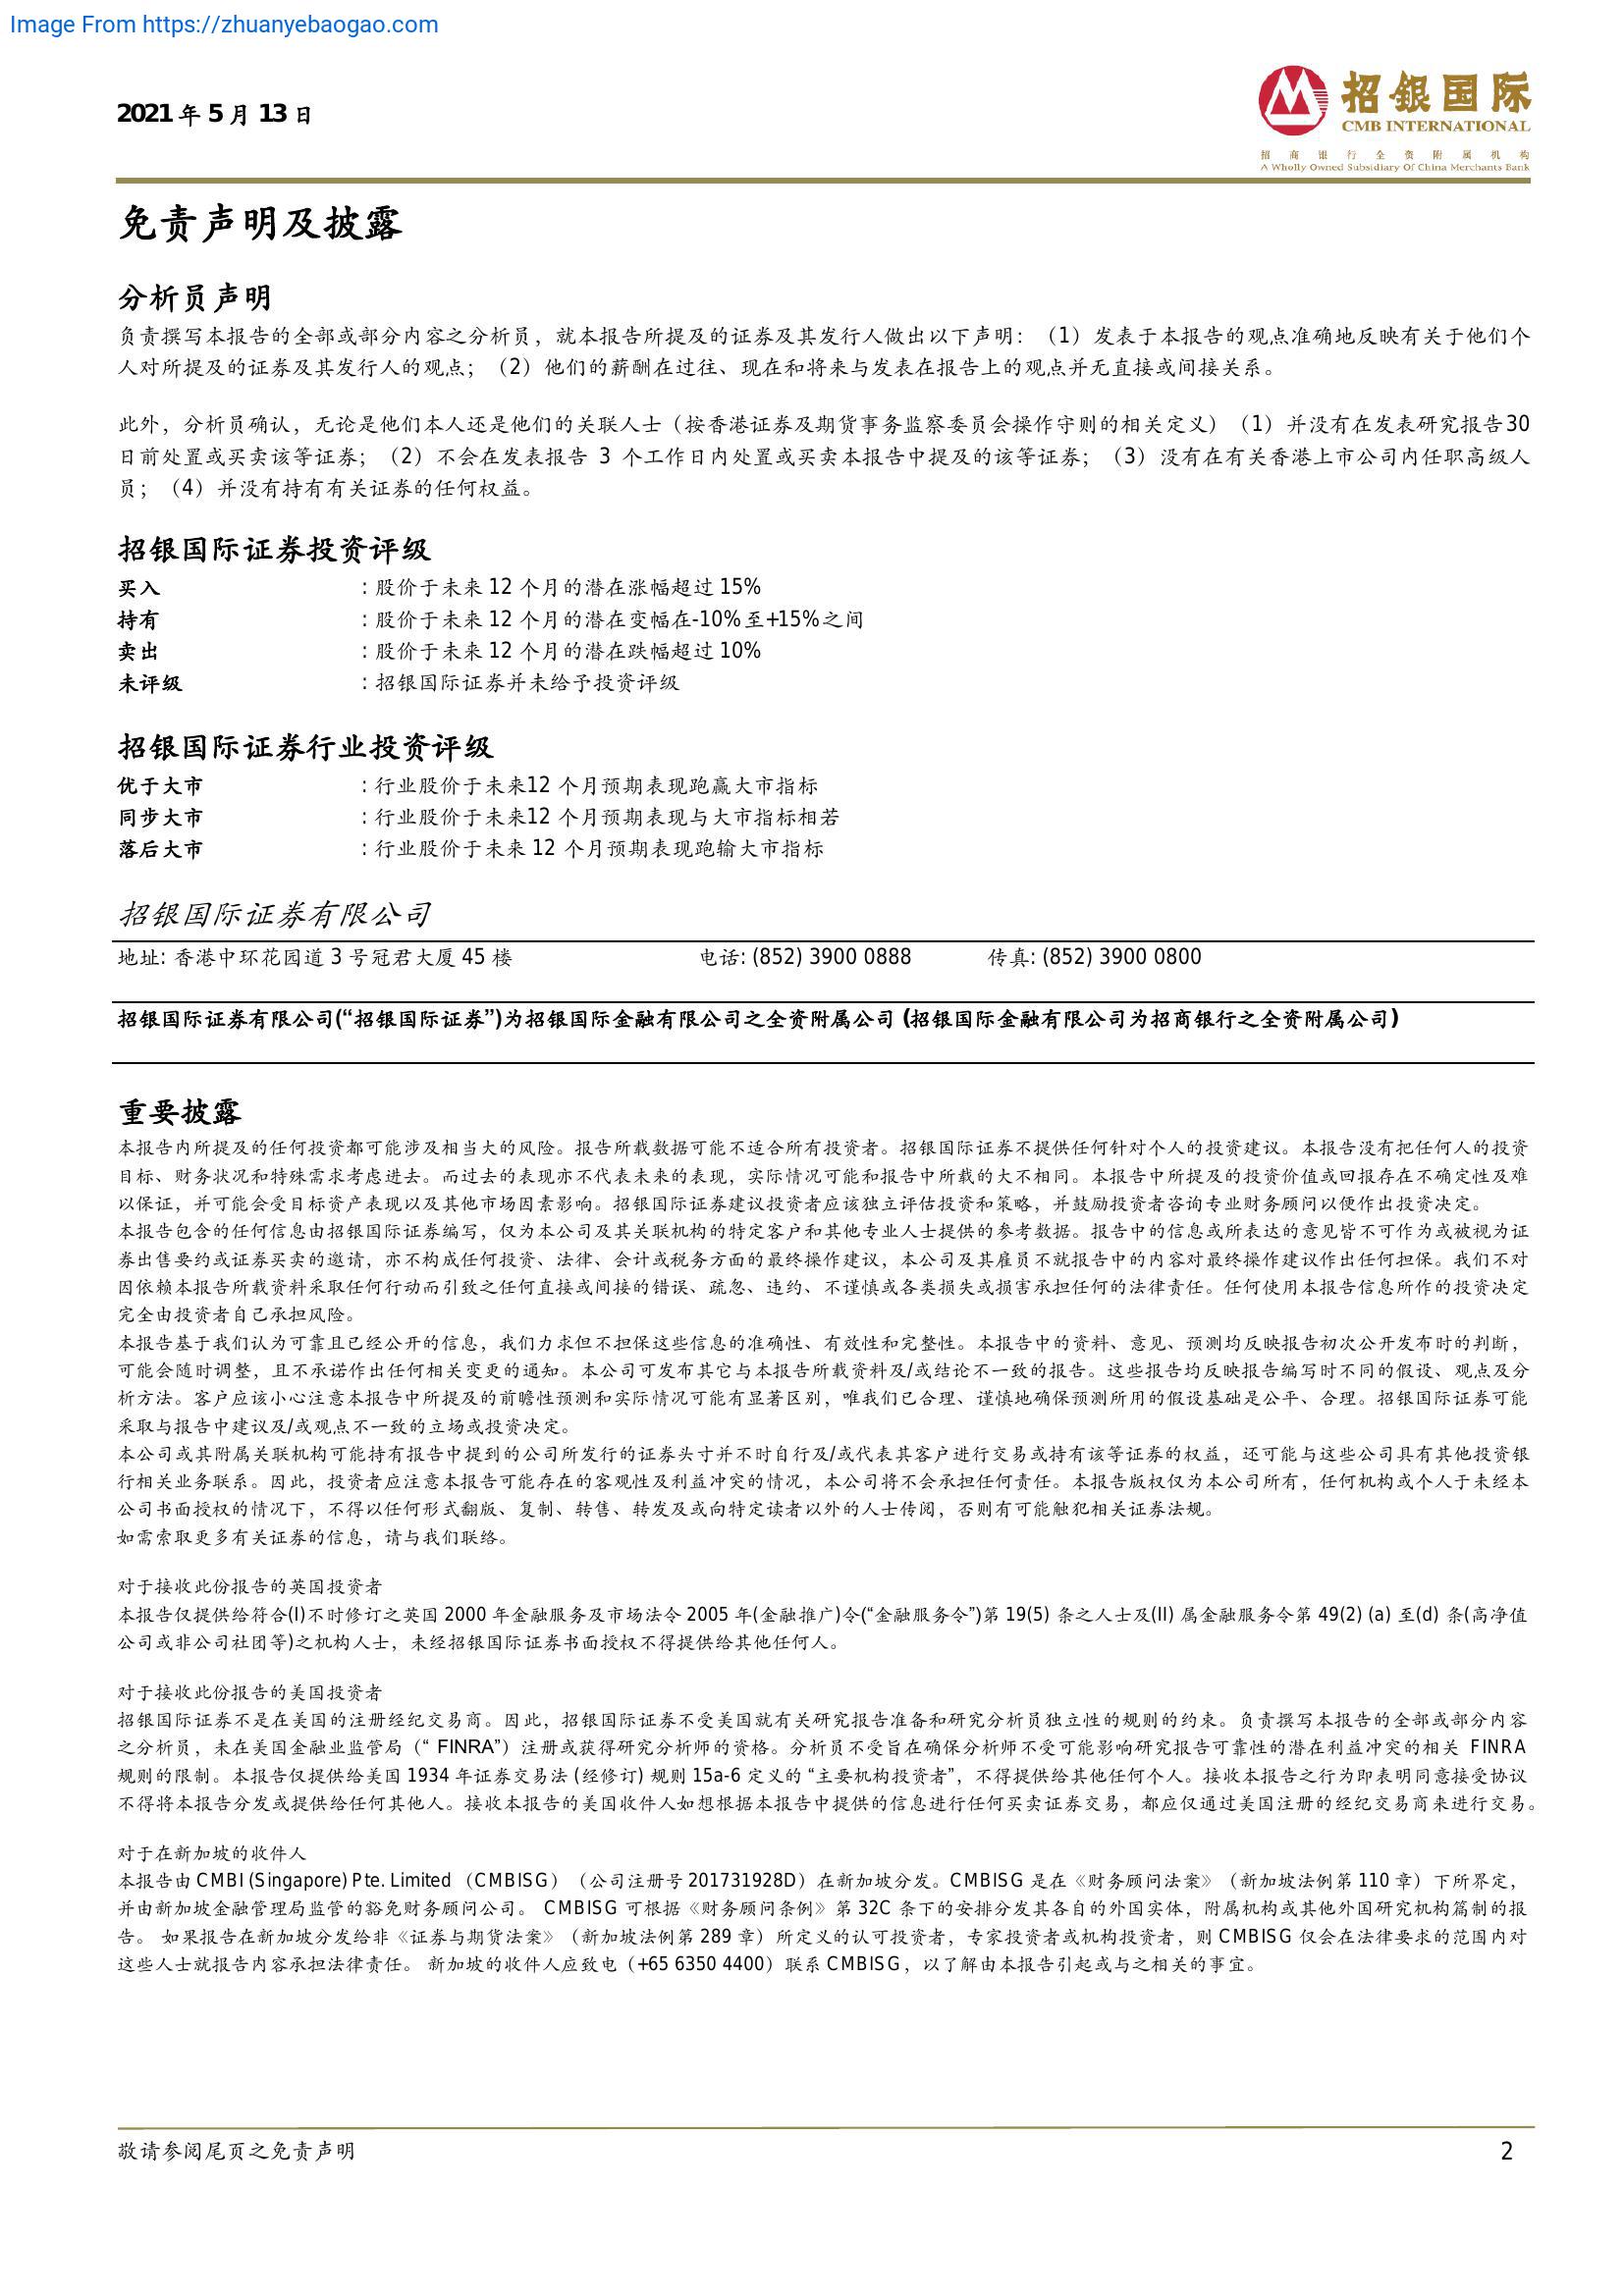 Image From https://zhuanyebaogao.com
2021 年 5 月 13 日
招银国际
CMB INTERNATIONAL
招商银行全资附属机构
A Wholly Owned Subsidiary Of China Merchants Bank
免责声明及披露
分析员声明
负责撰写本报告的全部或部分内容之分析员，就本报告所提及的证券及其发行人做出以下声明：（1）发表于本报告的观点准确地反映有关于他们个
人对所提及的证券及其发行人的观点；（2）他们的薪酬在过往、现在和将来与发表在报告上的观点并无直接或间接关系。
此外，分析员确认，无论是他们本人还是他们的关联人士（按香港证券及期货事务监察委员会操作守则的相关定义）（1）并没有在发表研究报告30
日前处置或买卖该等证券；（2）不会在发表报告 3 个工作日内处置或买卖本报告中提及的该等证券；（3）没有在有关香港上市公司内任职高级人
员；（4）并没有持有有关证券的任何权益。
招银国际证券投资评级
买入 : 股价于未来 12 个月的潜在涨幅超过 15%
持有 : 股价于未来 12 个月的潜在变幅在-10%至+15%之间
卖出 : 股价于未来 12 个月的潜在跌幅超过 10%
未评级 : 招银国际证券并未给予投资评级
招银国际证券行业投资评级
优于大市 : 行业股价于未来12 个月预期表现跑赢大市指标
同步大市 : 行业股价于未来12 个月预期表现与大市指标相若
落后大市 : 行业股价于未来 12 个月预期表现跑输大市指标
招银国际证券有限公司
地址: 香港中环花园道 3 号冠君大厦 45 楼 电话: (852) 3900 0888 传真: (852) 3900 0800
招银国际证券有限公司(“招银国际证券”)为招银国际金融有限公司之全资附属公司 (招银国际金融有限公司为招商银行之全资附属公司)
重要披露
本报告内所提及的任何投资都可能涉及相当大的风险。报告所载数据可能不适合所有投资者。招银国际证券不提供任何针对个人的投资建议。本报告没有把任何人的投资
目标、财务状况和特殊需求考虑进去。而过去的表现亦不代表未来的表现，实际情况可能和报告中所载的大不相同。本报告中所提及的投资价值或回报存在不确定性及难
以保证，并可能会受目标资产表现以及其他市场因素影响。招银国际证券建议投资者应该独立评估投资和策略，并鼓励投资者咨询专业财务顾问以便作出投资决定。
本报告包含的任何信息由招银国际证券编写，仅为本公司及其关联机构的特定客户和其他专业人士提供的参考数据。报告中的信息或所表达的意见皆不可作为或被视为证
券出售要约或证券买卖的邀请，亦不构成任何投资、法律、会计或税务方面的最终操作建议，本公司及其雇员不就报告中的内容对最终操作建议作出任何担保。我们不对
因依赖本报告所载资料采取任何行动而引致之任何直接或间接的错误、疏忽、违约、不谨慎或各类损失或损害承担任何的法律责任。任何使用本报告信息所作的投资决定
完全由投资者自己承担风险。
本报告基于我们认为可靠且已经公开的信息，我们力求但不担保这些信息的准确性、有效性和完整性。本报告中的资料、意见、预测均反映报告初次公开发布时的判断，
可能会随时调整，且不承诺作出任何相关变更的通知。本公司可发布其它与本报告所载资料及/或结论不一致的报告。这些报告均反映报告编写时不同的假设、观点及分
析方法。客户应该小心注意本报告中所提及的前瞻性预测和实际情况可能有显著区别，唯我们已合理、谨慎地确保预测所用的假设基础是公平、合理。招银国际证券可能
采取与报告中建议及/或观点不一致的立场或投资决定。
本公司或其附属关联机构可能持有报告中提到的公司所发行的证券头寸并不时自行及/或代表其客户进行交易或持有该等证券的权益，还可能与这些公司具有其他投资银
行相关业务联系。因此，投资者应注意本报告可能存在的客观性及利益冲突的情况，本公司将不会承担任何责任。本报告版权仅为本公司所有，任何机构或个人于未经本
公司书面授权的情况下，不得以任何形式翻版、复制、转售、转发及或向特定读者以外的人士传阅，否则有可能触犯相关证券法规。
如需索取更多有关证券的信息，请与我们联络。
对于接收此份报告的英国投资者
本报告仅提供给符合(I)不时修订之英国 2000 年金融服务及市场法令 2005 年(金融推广)令(“金融服务令”)第 19(5) 条之人士及(II) 属金融服务令第 49(2) (a) 至(d) 条(高净值
公司或非公司社团等)之机构人士，未经招银国际证券书面授权不得提供给其他任何人。
对于接收此份报告的美国投资者
招银国际证券不是在美国的注册经纪交易商。因此，招银国际证券不受美国就有关研究报告准备和研究分析员独立性的规则的约束。负责撰写本报告的全部或部分内容
之分析员，未在美国金融业监管局（“ FINRA”）注册或获得研究分析师的资格。分析员不受旨在确保分析师不受可能影响研究报告可靠性的潜在利益冲突的相关 FINRA
规则的限制。本报告仅提供给美国 1934 年证券交易法 (经修订) 规则 15a-6 定义的 “主要机构投资者”，不得提供给其他任何个人。接收本报告之行为即表明同意接受协议
不得将本报告分发或提供给任何其他人。接收本报告的美国收件人如想根据本报告中提供的信息进行任何买卖证券交易，都应仅通过美国注册的经纪交易商来进行交易。
对于在新加坡的收件人
本报告由 CMBI (Singapore) Pte. Limited （CMBISG）（公司注册号 201731928D）在新加坡分发。CMBISG 是在《财务顾问法案》（新加坡法例第 110 章）下所界定，
并由新加坡金融管理局监管的豁免财务顾问公司。 CMBISG 可根据《财务顾问条例》第 32C 条下的安排分发其各自的外国实体，附属机构或其他外国研究机构篇制的报
告。 如果报告在新加坡分发给非《证券与期货法案》（新加坡法例第 289 章）所定义的认可投资者，专家投资者或机构投资者，则 CMBISG 仅会在法律要求的范围内对
这些人士就报告内容承担法律责任。 新加坡的收件人应致电（+65 6350 4400）联系 CMBISG，以了解由本报告引起或与之相关的事宜。
敬请参阅尾页之免责声明 2